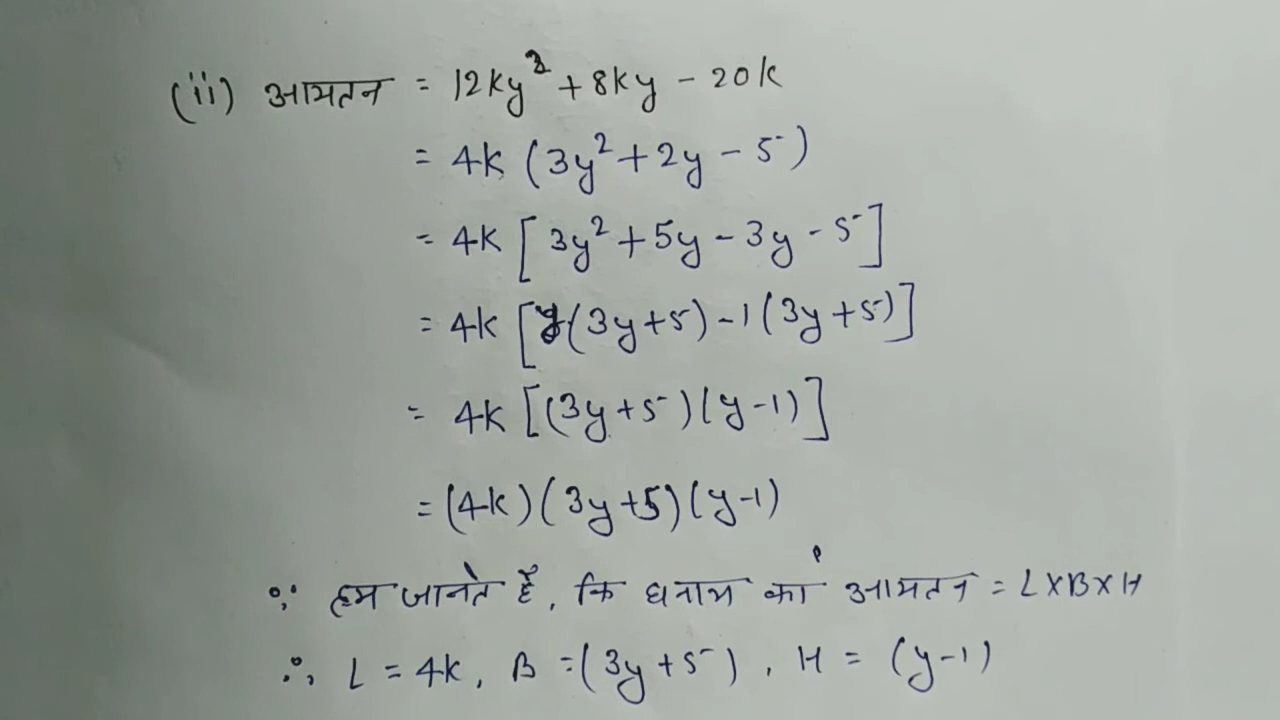 (ii) आयतन = 12ky² + 8ky - 20k
= 4k (3y² + 2y - 5)
= 4k [3y² + 5y - 3y - 5]
= 4k [y(3y+5) - 1(3y+5)]
= 4k [(3y+5)(y-1)]
= (4k)(3y+5)(y-1)
∵ हम जानते हैं, कि घनाभ का आयतन = L×B×H
∴ L = 4k, B = (3y+5), H = (y-1)